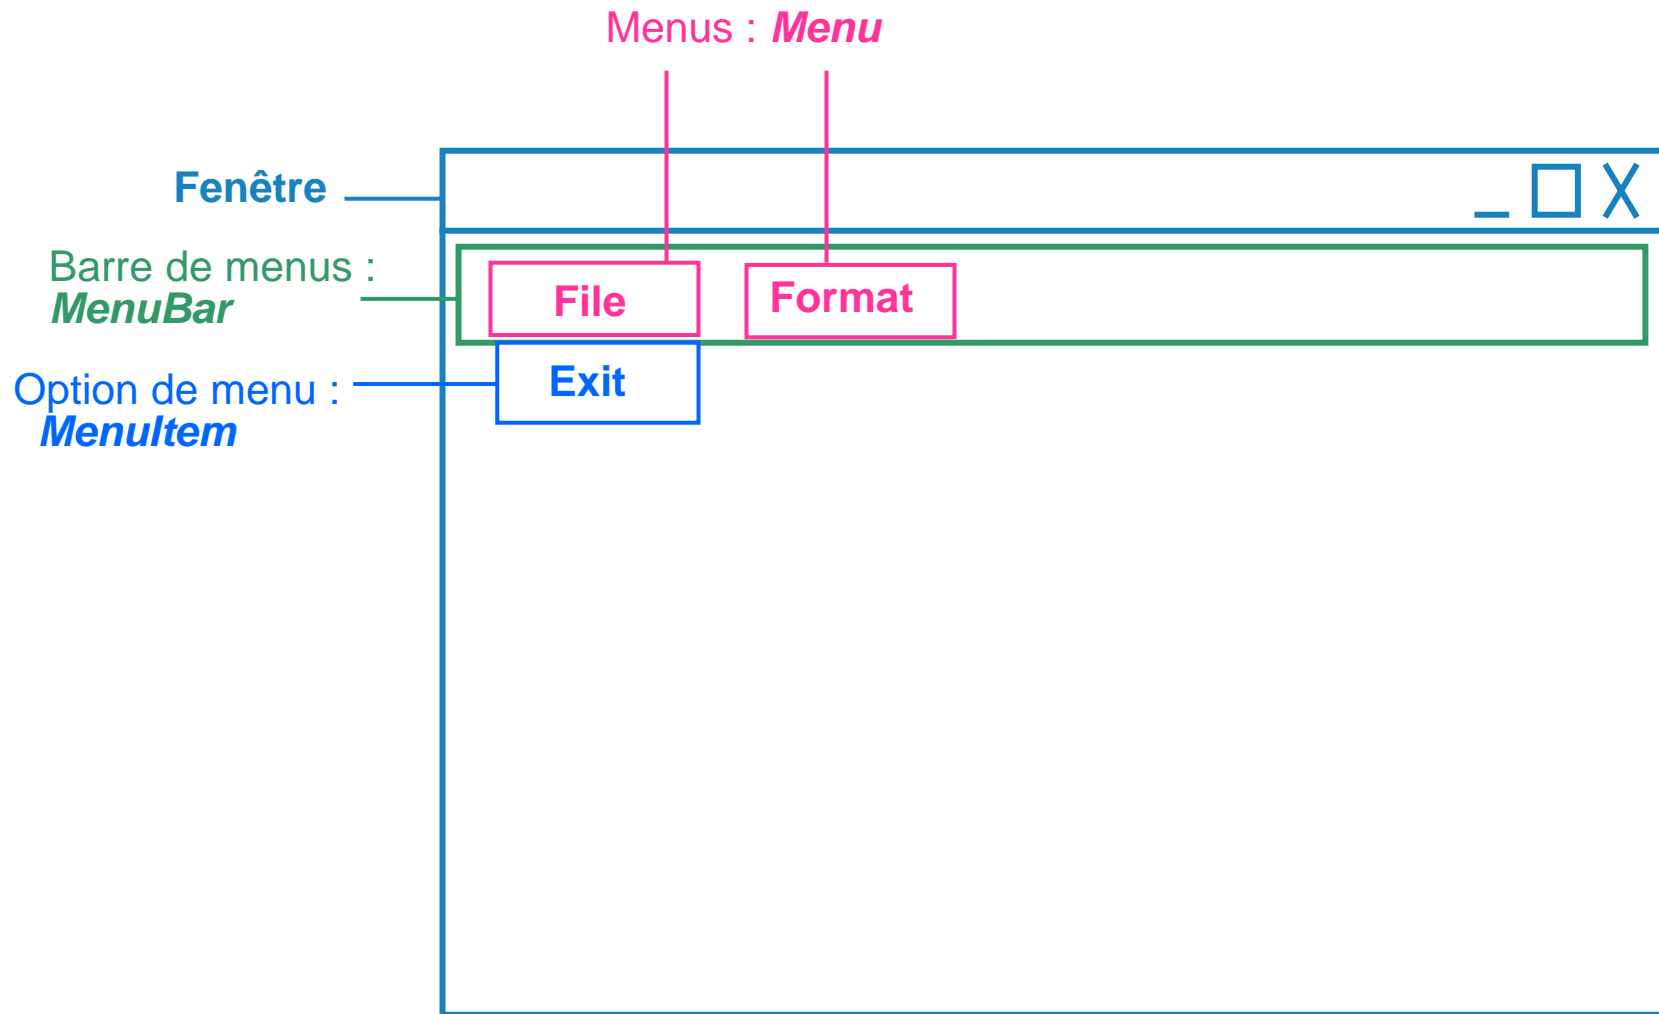 Menus : Menu
Fenêtre
Barre de menus :
MenuBar
File
Format
Option de menu :
MenuItem
Exit